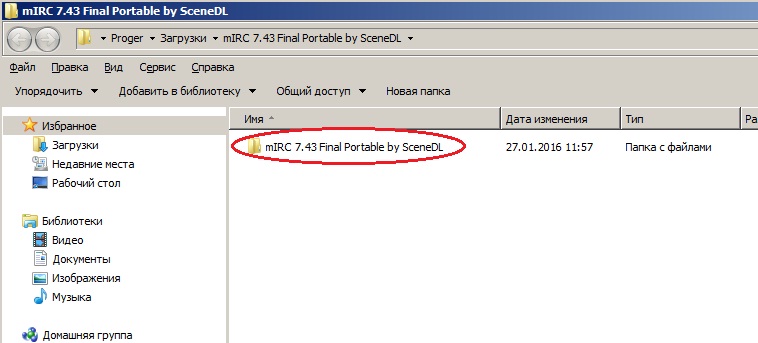 mIRC 7.43 Final Portable by SceneDL
Proger Загрузки mIRC 7.43 Final Portable by SceneDL
Файл Правка Вид Сервис Справка
Упорядочить Добавить в библиотеку Общий доступ Новая папка
Имя Дата изменения Тип Ра
Избранное
Загрузки
Недавние места
Рабочий стол
mIRC 7.43 Final Portable by SceneDL 27.01.2016 11:57 Папка с файлами
Библиотеки
Видео
Документы
Изображения
Музыка
Домашняя группа